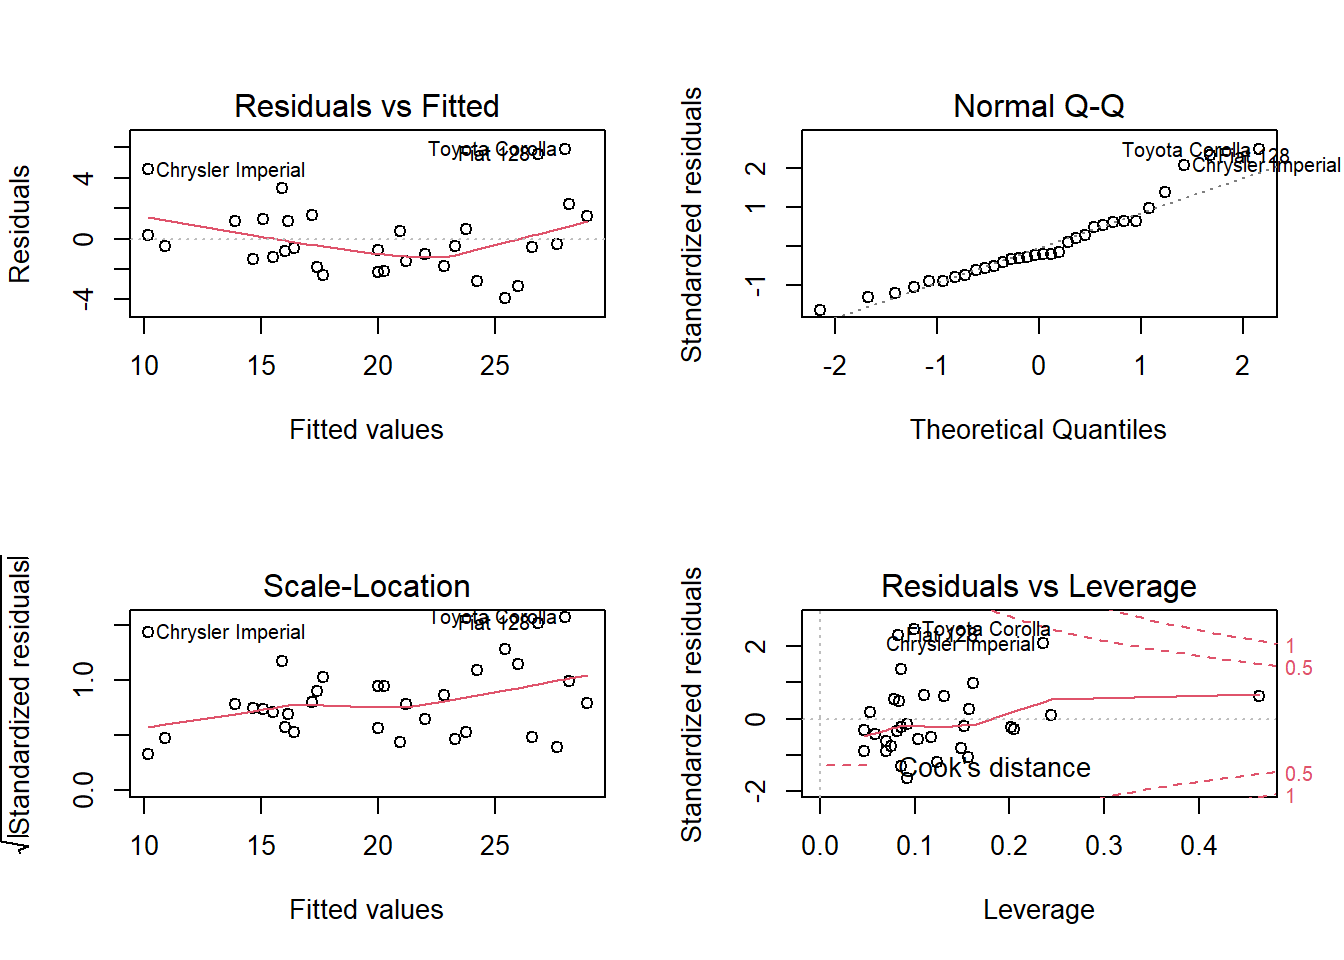 Residuals vs Fitted
Residuals
4
0
-4
Toyota Corolla
Fiat 128
Chrysler Imperial
10 15 20 25
Fitted values
Normal Q-Q
Standardized residuals
2
1
-1
Toyota Corolla
Fiat 128
Chrysler Imperial
-2 -1 0 1 2
Theoretical Quantiles
Scale-Location
√|Standardized residuals|
1.0
0.0
Toyota Corolla
Fiat 128
Chrysler Imperial
10 15 20 25
Fitted values
Residuals vs Leverage
Standardized residuals
2
0
-2
Toyota Corolla
Fiat 128
Chrysler Imperial
1
0.5
0.5
1
Cook's distance
0.0 0.1 0.2 0.3 0.4
Leverage